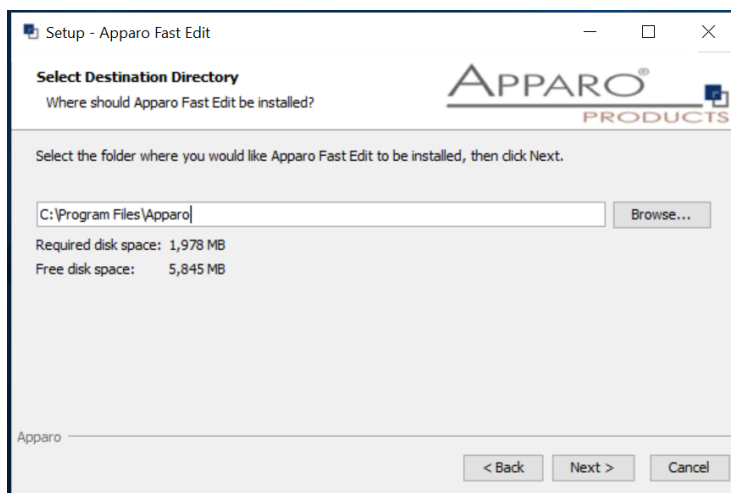 Setup - Apparo Fast Edit
Select Destination Directory
Where should Apparo Fast Edit be installed?
APPARO®
PRODUCTS
Select the folder where you would like Apparo Fast Edit to be installed, then click Next.
C:\Program Files\Apparo
Browse...
Required disk space: 1,978 MB
Free disk space: 5,845 MB
Apparo
< Back Next > Cancel